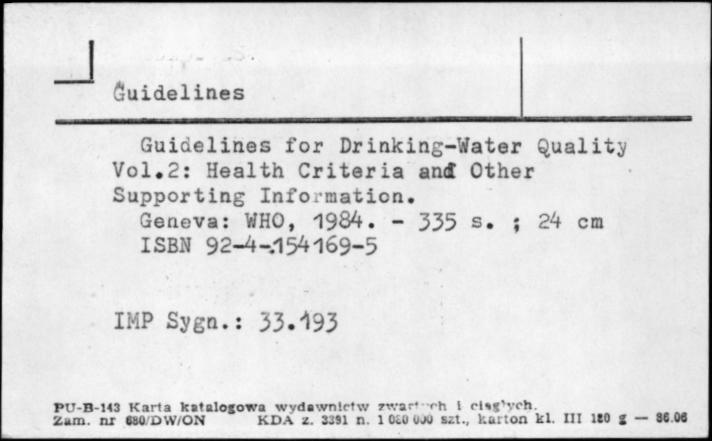 Guidelines
Guidelines for Drinking-Water Quality
Vol.2: Health Criteria and Other
Supporting Information.
Geneva: WHO, 1984. - 335 s. ; 24 cm
ISBN 92-4-154169-5
IMP Sygn.: 33.193
PU-B-143 Karta katalogowa wydawnictw zwartych i ciągłych.
Zam. nr 680/DW/ON KDA z. 3391 n. 1 080 000 szt., karton kl. III 180 g — 86.06